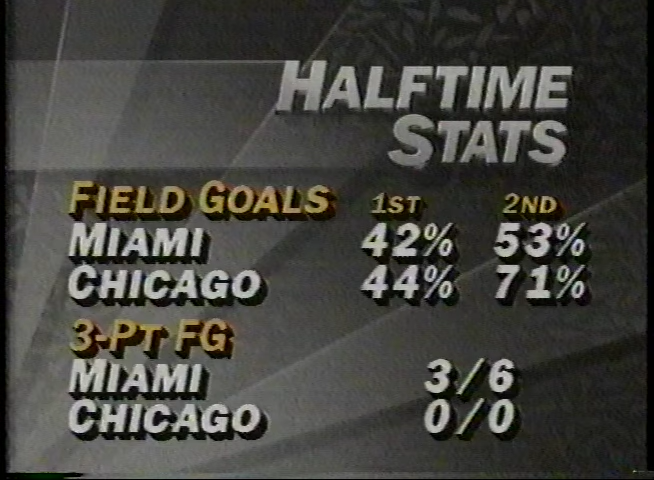 HALFTIME
STATS
FIELD GOALS 1ST 2ND
MIAMI 42% 53%
CHICAGO 44% 71%
3-PT FG
MIAMI 3/6
CHICAGO 0/0